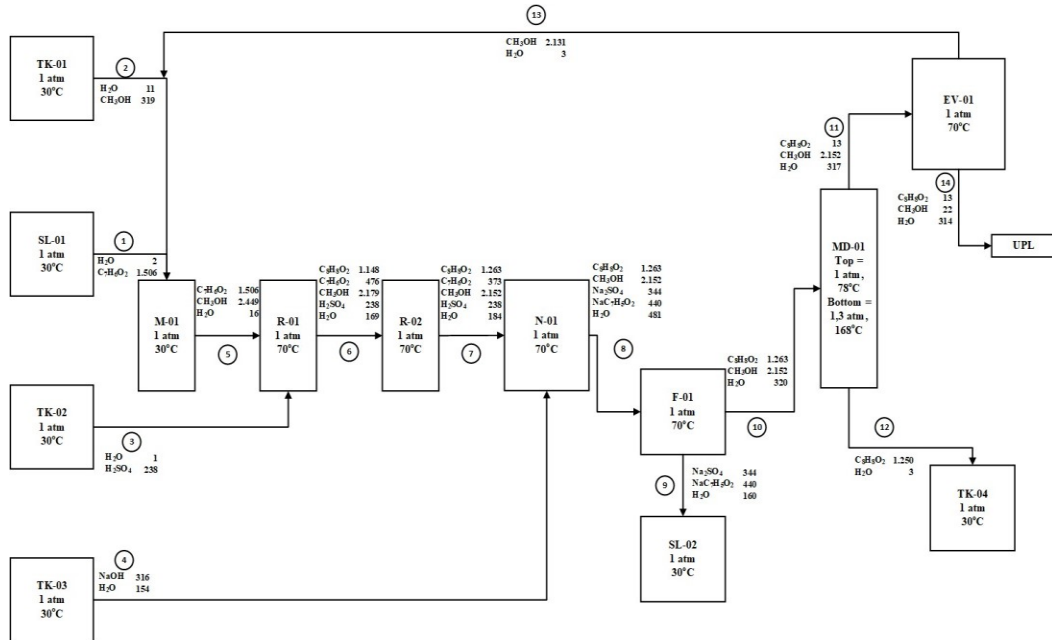 13
CH₃OH 2.131
H₂O 3
TK-01
1 atm
30°C
2
H₂O 11
CH₃OH 319
EV-01
1 atm
70°C
11
C₈H₈O₂ 13
CH₃OH 2.152
H₂O 317
14
C₈H₈O₂ 13
CH₃OH 22
H₂O 314
UPL
SL-01
1 atm
30°C
1
H₂O 2
C₇H₆O₂ 1.506
MD-01
Top =
1 atm,
78°C
Bottom =
1,3 atm,
168°C
M-01
1 atm
30°C
C₇H₆O₂ 1.506
CH₃OH 2.449
H₂O 16
5
R-01
1 atm
70°C
C₈H₈O₂ 1.148
C₇H₆O₂ 476
CH₃OH 2.179
H₂SO₄ 238
H₂O 169
6
R-02
1 atm
70°C
C₈H₈O₂ 1.263
C₇H₆O₂ 373
CH₃OH 2.152
H₂SO₄ 238
H₂O 184
7
N-01
1 atm
70°C
C₈H₈O₂ 1.263
CH₃OH 2.152
Na₂SO₄ 344
NaC₇H₅O₂ 440
H₂O 481
8
TK-02
1 atm
30°C
3
H₂O 1
H₂SO₄ 238
F-01
1 atm
70°C
C₈H₈O₂ 1.263
CH₃OH 2.152
H₂O 320
10
12
C₈H₈O₂ 1.250
H₂O 3
TK-04
1 atm
30°C
9
Na₂SO₄ 344
NaC₇H₅O₂ 440
H₂O 160
SL-02
1 atm
30°C
TK-03
1 atm
30°C
4
NaOH 316
H₂O 154